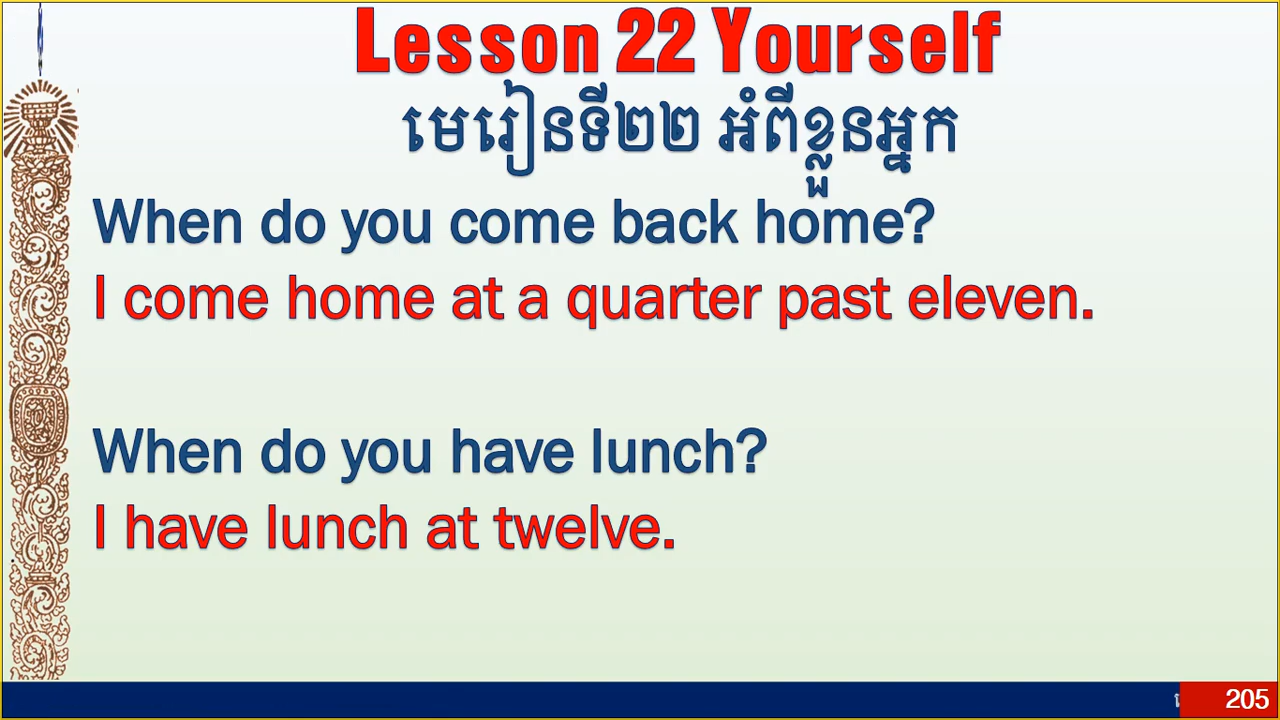 Lesson 22 Yourself
មេរៀនទី២២ អំពីខ្លួនអ្នក
When do you come back home?
I come home at a quarter past eleven.
When do you have lunch?
I have lunch at twelve.
205